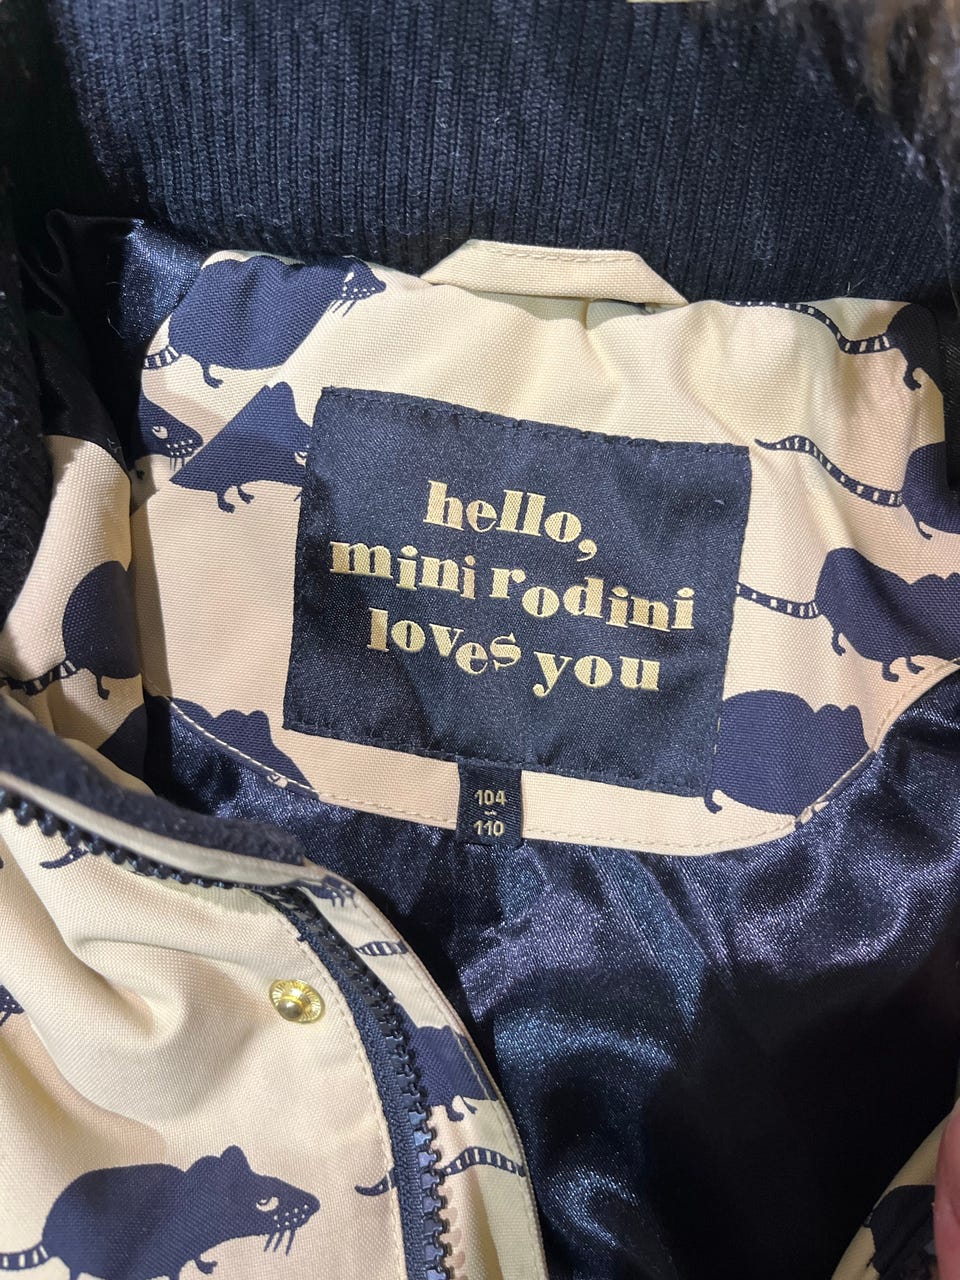 hello,
mini rodini
loves you
104
-
110